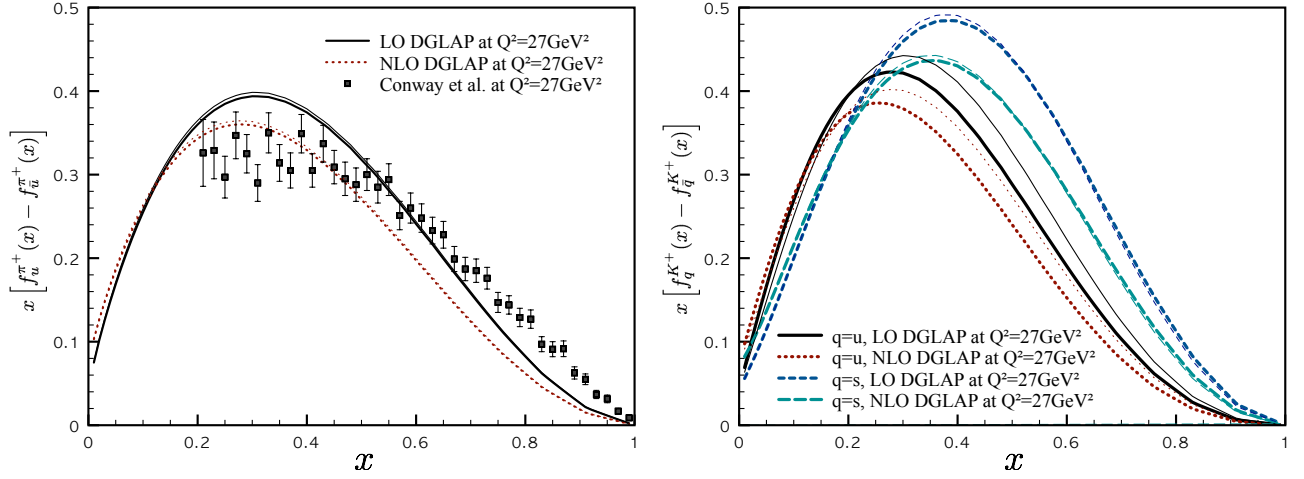 0.5
0.4
0.3
0.2
0.1
0
0 0.2 0.4 0.6 0.8 1
x
x [ f_u^{π^+}(x) − f_{ū}^{π^+}(x) ]
LO DGLAP at Q²=27GeV²
NLO DGLAP at Q²=27GeV²
Conway et al. at Q²=27GeV²
0.5
0.4
0.3
0.2
0.1
0
0 0.2 0.4 0.6 0.8 1
x
x [ f_q^{K^+}(x) − f_{q̄}^{K^+}(x) ]
q=u, LO DGLAP at Q²=27GeV²
q=u, NLO DGLAP at Q²=27GeV²
q=s, LO DGLAP at Q²=27GeV²
q=s, NLO DGLAP at Q²=27GeV²